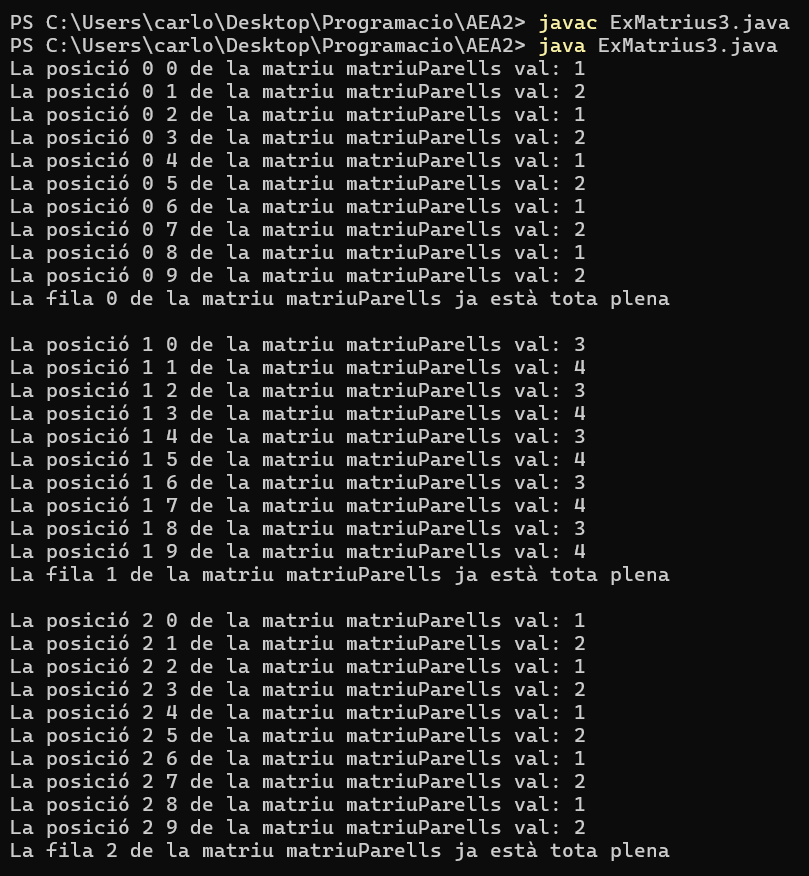 PS C:\Users\carlo\Desktop\Programacio\AEA2> javac ExMatrius3.java
PS C:\Users\carlo\Desktop\Programacio\AEA2> java ExMatrius3.java
La posició 0 0 de la matriu matriuParells val: 1
La posició 0 1 de la matriu matriuParells val: 2
La posició 0 2 de la matriu matriuParells val: 1
La posició 0 3 de la matriu matriuParells val: 2
La posició 0 4 de la matriu matriuParells val: 1
La posició 0 5 de la matriu matriuParells val: 2
La posició 0 6 de la matriu matriuParells val: 1
La posició 0 7 de la matriu matriuParells val: 2
La posició 0 8 de la matriu matriuParells val: 1
La posició 0 9 de la matriu matriuParells val: 2
La fila 0 de la matriu matriuParells ja està tota plena
La posició 1 0 de la matriu matriuParells val: 3
La posició 1 1 de la matriu matriuParells val: 4
La posició 1 2 de la matriu matriuParells val: 3
La posició 1 3 de la matriu matriuParells val: 4
La posició 1 4 de la matriu matriuParells val: 3
La posició 1 5 de la matriu matriuParells val: 4
La posició 1 6 de la matriu matriuParells val: 3
La posició 1 7 de la matriu matriuParells val: 4
La posició 1 8 de la matriu matriuParells val: 3
La posició 1 9 de la matriu matriuParells val: 4
La fila 1 de la matriu matriuParells ja està tota plena
La posició 2 0 de la matriu matriuParells val: 1
La posició 2 1 de la matriu matriuParells val: 2
La posició 2 2 de la matriu matriuParells val: 1
La posició 2 3 de la matriu matriuParells val: 2
La posició 2 4 de la matriu matriuParells val: 1
La posició 2 5 de la matriu matriuParells val: 2
La posició 2 6 de la matriu matriuParells val: 1
La posició 2 7 de la matriu matriuParells val: 2
La posició 2 8 de la matriu matriuParells val: 1
La posició 2 9 de la matriu matriuParells val: 2
La fila 2 de la matriu matriuParells ja està tota plena